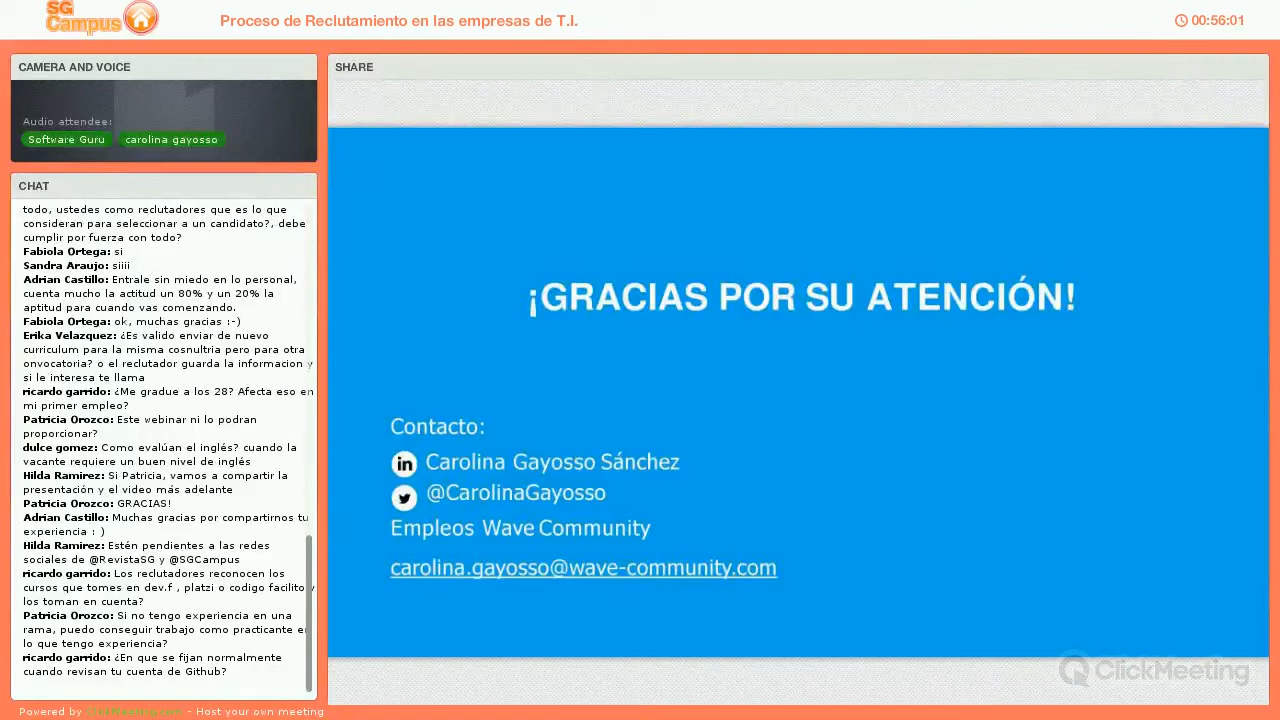 SG
Campus
Proceso de Reclutamiento en las empresas de T.I.
00:56:01
CAMERA AND VOICE
Audio attendee:
Software Guru carolina gayosso
CHAT
todo, ustedes como reclutadores que es lo que
consideran para seleccionar a un candidato?, debe
cumplir por fuerza con todo?
Fabiola Ortega: si
Sandra Araujo: siiii
Adrian Castillo: Entrale sin miedo en lo personal,
cuenta mucho la actitud un 80% y un 20% la
aptitud para cuando vas comenzando.
Fabiola Ortega: ok, muchas gracias :-)
Erika Velazquez: ¿Es valido enviar de nuevo
curriculum para la misma cosnultria pero para otra
onvocatoria? o el reclutador guarda la informacion y
si le interesa te llama
ricardo garrido: ¿Me gradue a los 28? Afecta eso en
mi primer empleo?
Patricia Orozco: Este webinar ni lo podran
proporcionar?
dulce gomez: Como evalúan el inglés? cuando la
vacante requiere un buen nivel de inglés
Hilda Ramirez: Si Patricia, vamos a compartir la
presentación y el video más adelante
Patricia Orozco: GRACIAS!
Adrian Castillo: Muchas gracias por compartirnos tu
experiencia : )
Hilda Ramirez: Estén pendientes a las redes
sociales de @RevistaSG y @SGCampus
ricardo garrido: Los reclutadores reconocen los
cursos que tomes en dev.f , platzi o codigo facilito y
los toman en cuenta?
Patricia Orozco: Si no tengo experiencia en una
rama, puedo conseguir trabajo como practicante en
lo que tengo experiencia?
ricardo garrido: ¿En que se fijan normalmente
cuando revisan tu cuenta de Github?
Powered by ClickMeeting.com - Host your own meeting
SHARE
¡GRACIAS POR SU ATENCIÓN!
Contacto:
in Carolina Gayosso Sánchez
@CarolinaGayosso
Empleos Wave Community
carolina.gayosso@wave-community.com
ClickMeeting